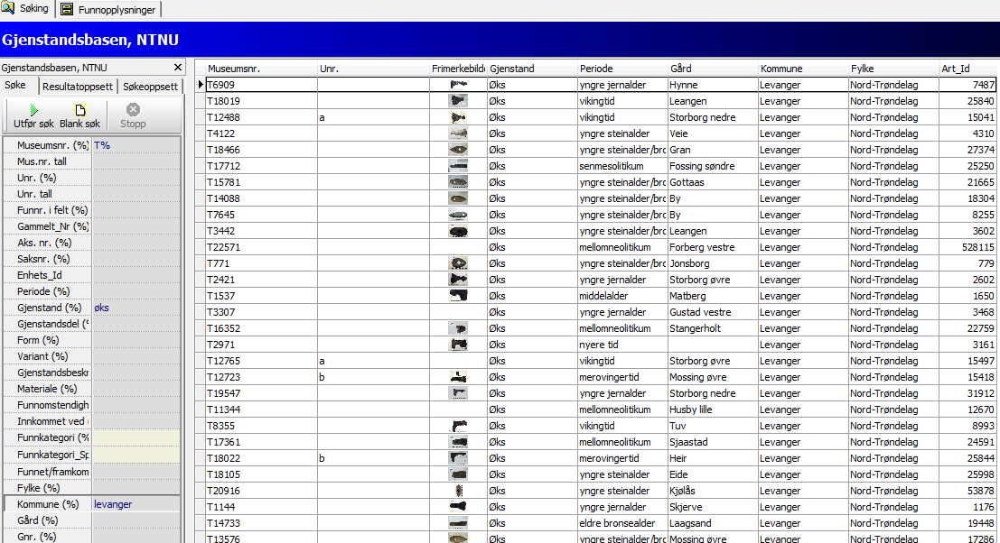 Søking Funnopplysninger
Gjenstandsbasen, NTNU
Gjenstandsbasen, NTNU
Søke Resultatoppsett Søkeoppsett
Utfør søk Blank søk Stopp
Museumsnr. (%) T%
Mus.nr. tall
Unr. (%)
Unr. tall
Funnr. i felt (%)
Gammelt_Nr (%)
Aks. nr. (%)
Saksnr. (%)
Enhets_Id
Periode (%)
Gjenstand (%) øks
Gjenstandsdel (%
Form (%)
Variant (%)
Gjenstandsbeskr
Materiale (%)
Funnomstendigh
Innkommet ved
Funnkategori (%
Funnkategori_Sp
Funnet/framkom
Fylke (%)
Kommune (%) levanger
Gård (%)
Gnr. (%)
Museumsnr. Unr. Frimerkebilde Gjenstand Periode Gård Kommune Fylke Art_Id
T6909 Øks yngre jernalder Hynne Levanger Nord-Trøndelag 7487
T18019 Øks vikingtid Leangen Levanger Nord-Trøndelag 25840
T12488 a Øks vikingtid Storborg nedre Levanger Nord-Trøndelag 15041
T4122 Øks yngre steinalder Veie Levanger Nord-Trøndelag 4310
T18466 Øks yngre steinalder/bro Gran Levanger Nord-Trøndelag 27374
T17712 Øks senmesolitikum Fossing søndre Levanger Nord-Trøndelag 25250
T15781 Øks yngre steinalder/bro Gottaas Levanger Nord-Trøndelag 21665
T14088 Øks yngre steinalder/bro By Levanger Nord-Trøndelag 18304
T7645 Øks yngre steinalder/bro By Levanger Nord-Trøndelag 8255
T3442 Øks yngre steinalder/bro Leangen Levanger Nord-Trøndelag 3602
T22571 Øks mellomneolitikum Forberg vestre Levanger Nord-Trøndelag 528115
T771 Øks yngre steinalder/bro Jonsborg Levanger Nord-Trøndelag 779
T2421 Øks yngre jernalder Storborg øvre Levanger Nord-Trøndelag 2602
T1537 Øks middelalder Matberg Levanger Nord-Trøndelag 1650
T3307 Øks yngre jernalder Gustad vestre Levanger Nord-Trøndelag 3468
T16352 Øks mellomneolitikum Stangerholt Levanger Nord-Trøndelag 22759
T2971 Øks nyere tid Levanger Nord-Trøndelag 3161
T12765 a Øks vikingtid Storborg øvre Levanger Nord-Trøndelag 15497
T12723 b Øks merovingertid Mossing øvre Levanger Nord-Trøndelag 15418
T19547 Øks yngre jernalder Storborg nedre Levanger Nord-Trøndelag 31912
T11344 Øks mellomneolitikum Husby lille Levanger Nord-Trøndelag 12670
T8355 Øks vikingtid Tuv Levanger Nord-Trøndelag 8993
T17361 Øks mellomneolitikum Sjaastad Levanger Nord-Trøndelag 24591
T18022 b Øks merovingertid Heir Levanger Nord-Trøndelag 25844
T18105 Øks yngre steinalder Eide Levanger Nord-Trøndelag 25998
T20916 Øks yngre steinalder Kjølås Levanger Nord-Trøndelag 53878
T1144 Øks yngre jernalder Skjerve Levanger Nord-Trøndelag 1176
T14733 Øks eldre bronsealder Laagsand Levanger Nord-Trøndelag 19448
T13576 Øks yngre steinalder/bro Mossing øvre Levanger Nord-Trøndelag 17286